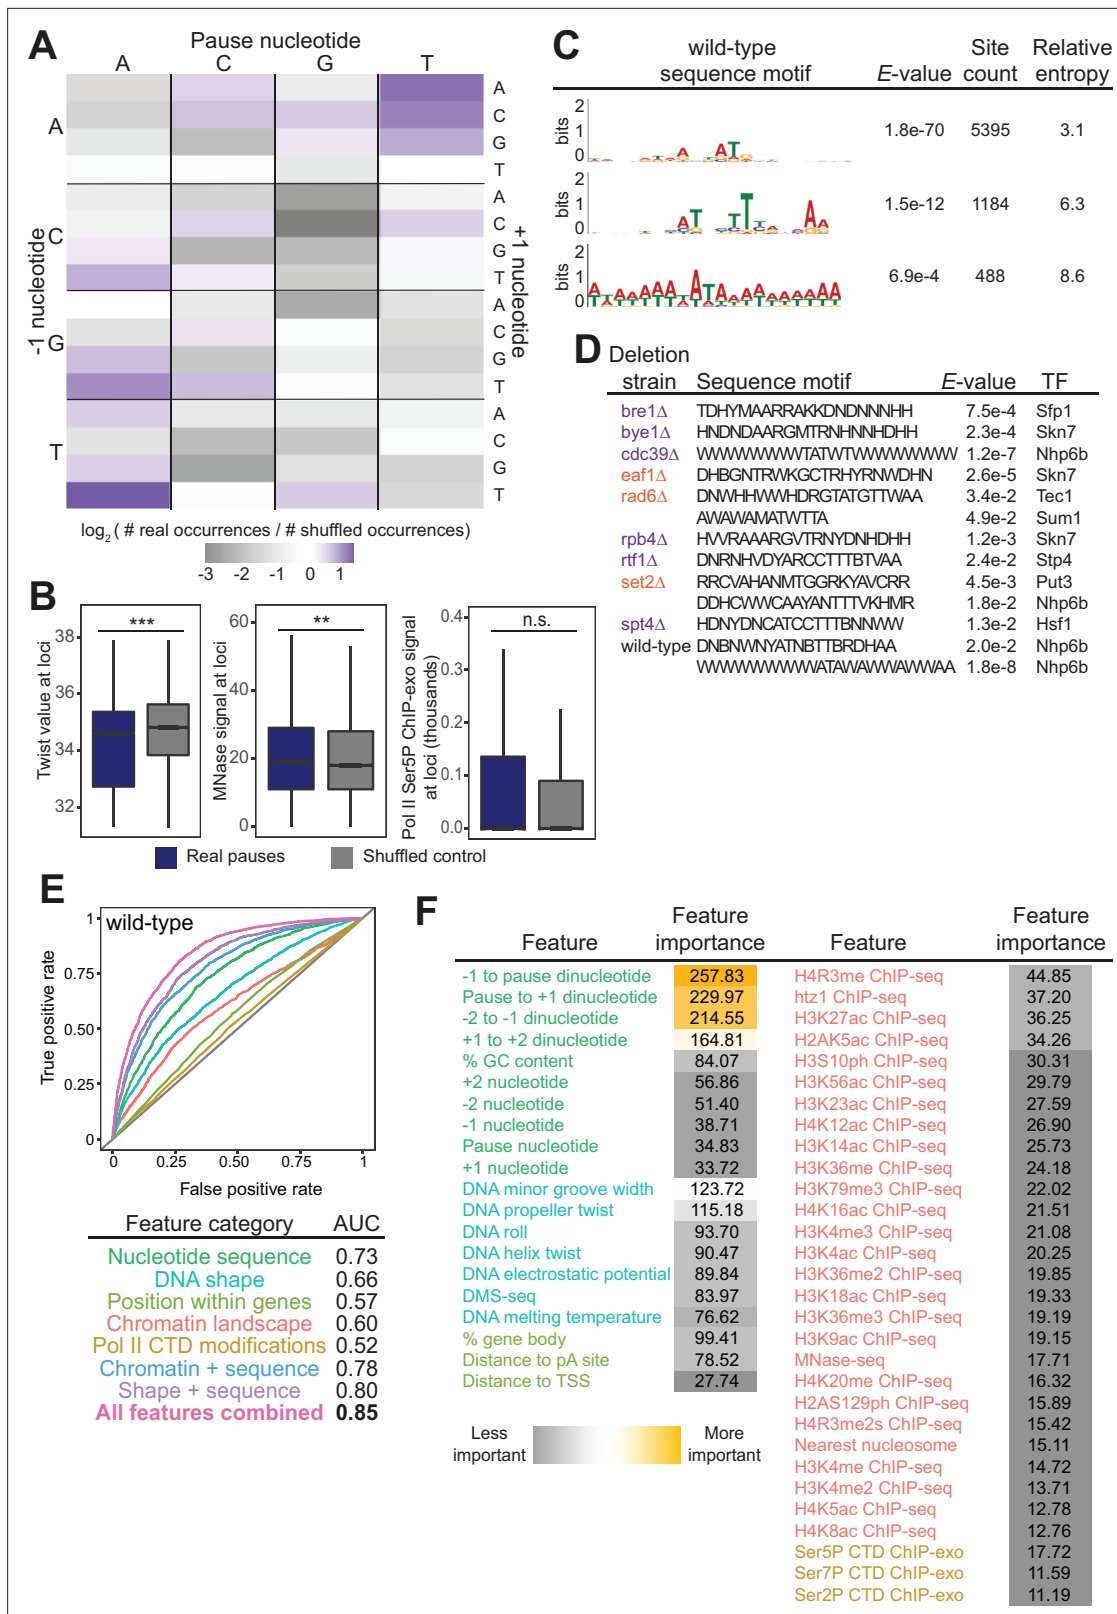 A
Pause nucleotide
A C G T
-1 nucleotide
A
C
G
T
+1 nucleotide
A
C
G
T
A
C
G
T
A
C
G
T
A
C
G
T
log2 ( # real occurrences / # shuffled occurrences)
-3 -2 -1 0 1
B
Twist value at loci
38
36
34
32
***
MNase signal at loci
60
40
20
0
**
Pol II Ser5P ChIP-exo signal
at loci (thousands)
0.4
0.3
0.2
0.1
0.0
n.s.
Real pauses Shuffled control
C
wild-type
sequence motif E-value Site count Relative entropy
bits 2 1 0 1.8e-70 5395 3.1
bits 2 1 0 1.5e-12 1184 6.3
bits 2 1 0 6.9e-4 488 8.6
D
Deletion
strain Sequence motif E-value TF
bre1Δ TDHYMAARRAKKDNDNNNHH 7.5e-4 Sfp1
bye1Δ HNDNDAARGMTRNHNNHDHH 2.3e-4 Skn7
cdc39Δ WWWWWWWWTATWTWWWWWWWW 1.2e-7 Nhp6b
eaf1Δ DHBGNTRWKGCTRHYRNWDHN 2.6e-5 Skn7
rad6Δ DNWHHWWHDRGTATGTTWAA 3.4e-2 Tec1
AWAWAMATWTTA 4.9e-2 Sum1
rpb4Δ HVVRAAARGVTRNYDNHDHH 1.2e-3 Skn7
rtf1Δ DNRNHVDYARCCTTTBTVAA 2.4e-2 Stp4
set2Δ RRCVAHANMTGGRKYAVCRR 4.5e-3 Put3
DDHCWWCAAYANTTTVKHMR 1.8e-2 Nhp6b
spt4Δ HDNYDNCATCCTTTBNNWW 1.3e-2 Hsf1
wild-type DNBNWNYATNBTTBRDHAA 2.0e-2 Nhp6b
WWWWWWWWWATAWAWWAWWAA 1.8e-8 Nhp6b
E
wild-type
True positive rate
1
0.75
0.50
0.25
0
0 0.25 0.50 0.75 1
False positive rate
Feature category AUC
Nucleotide sequence 0.73
DNA shape 0.66
Position within genes 0.57
Chromatin landscape 0.60
Pol II CTD modifications 0.52
Chromatin + sequence 0.78
Shape + sequence 0.80
All features combined 0.85
F
Feature Feature importance
-1 to pause dinucleotide 257.83
Pause to +1 dinucleotide 229.97
-2 to -1 dinucleotide 214.55
+1 to +2 dinucleotide 164.81
% GC content 84.07
+2 nucleotide 56.86
-2 nucleotide 51.40
-1 nucleotide 38.71
Pause nucleotide 34.83
+1 nucleotide 33.72
DNA minor groove width 123.72
DNA propeller twist 115.18
DNA roll 93.70
DNA helix twist 90.47
DNA electrostatic potential 89.84
DMS-seq 83.97
DNA melting temperature 76.62
% gene body 99.41
Distance to pA site 78.52
Distance to TSS 27.74
Less important More important
Feature Feature importance
H4R3me ChIP-seq 44.85
htz1 ChIP-seq 37.20
H3K27ac ChIP-seq 36.25
H2AK5ac ChIP-seq 34.26
H3S10ph ChIP-seq 30.31
H3K56ac ChIP-seq 29.79
H3K23ac ChIP-seq 27.59
H4K12ac ChIP-seq 26.90
H3K14ac ChIP-seq 25.73
H3K36me ChIP-seq 24.18
H3K79me3 ChIP-seq 22.02
H4K16ac ChIP-seq 21.51
H3K4me3 ChIP-seq 21.08
H3K4ac ChIP-seq 20.25
H3K36me2 ChIP-seq 19.85
H3K18ac ChIP-seq 19.33
H3K36me3 ChIP-seq 19.19
H3K9ac ChIP-seq 19.15
MNase-seq 17.71
H4K20me ChIP-seq 16.32
H2AS129ph ChIP-seq 15.89
H4R3me2s ChIP-seq 15.42
Nearest nucleosome 15.11
H3K4me ChIP-seq 14.72
H3K4me2 ChIP-seq 13.71
H4K5ac ChIP-seq 12.78
H4K8ac ChIP-seq 12.76
Ser5P CTD ChIP-exo 17.72
Ser7P CTD ChIP-exo 11.59
Ser2P CTD ChIP-exo 11.19